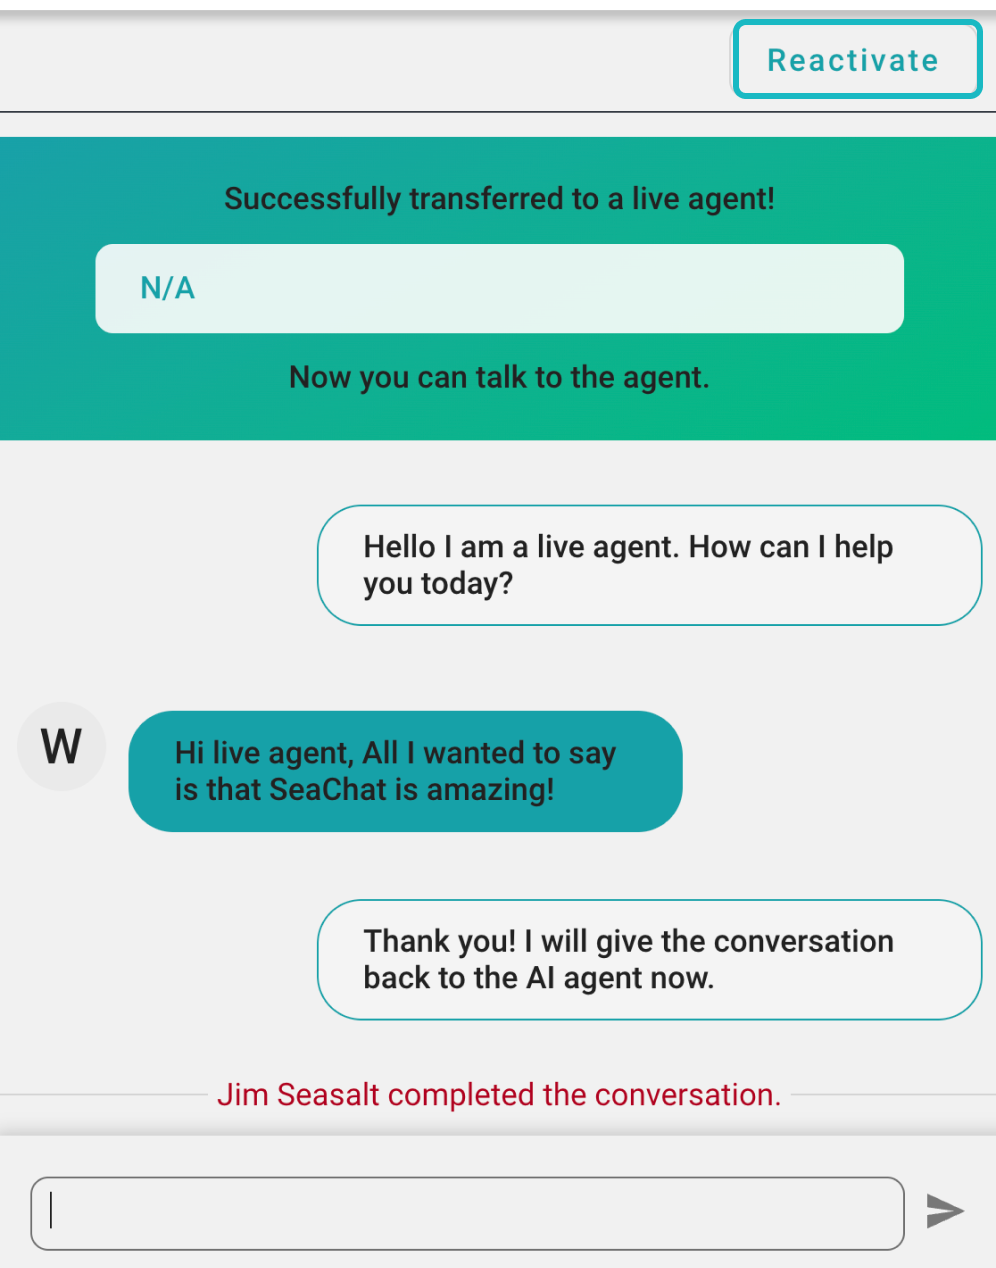 Reactivate
Successfully transferred to a live agent!
N/A
Now you can talk to the agent.
Hello I am a live agent. How can I help
you today?
W
Hi live agent, All I wanted to say
is that SeaChat is amazing!
Thank you! I will give the conversation
back to the AI agent now.
Jim Seasalt completed the conversation.